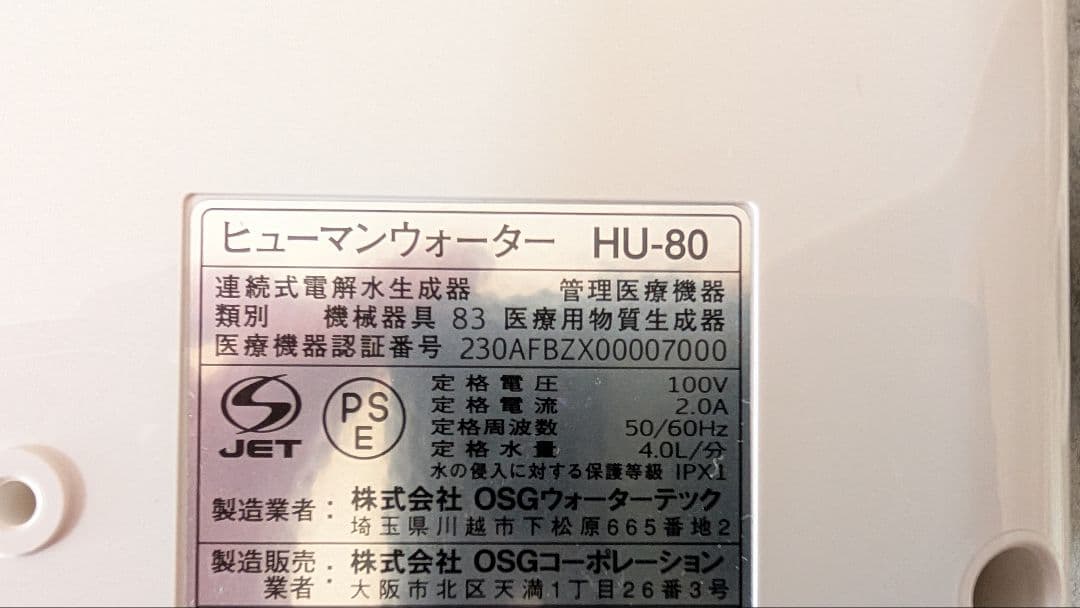 ヒューマンウォーター HU-80
連続式電解水生成器 管理医療機器
類別 機械器具 83 医療用物質生成器
医療機器認証番号 230AFBZX00007000
JET
PS
E
定格電圧 100V
定格電流 2.0A
定格周波数 50/60Hz
定格水量 4.0L/分
水の侵入に対する保護等級 IPX1
製造業者: 株式会社 OSGウォーターテック
埼玉県川越市下松原665番地2
製造販売業者: 株式会社 OSGコーポレーション
大阪市北区天満1丁目26番3号